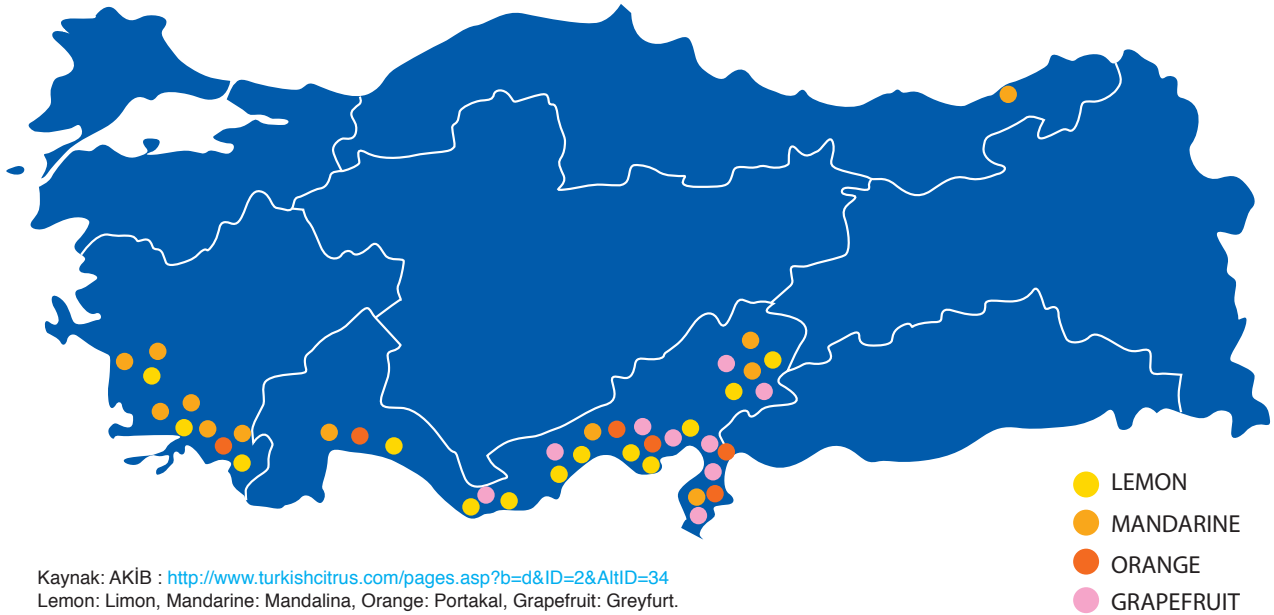 LEMON
MANDARINE
ORANGE
GRAPEFRUIT
Kaynak: AKİB : http://www.turkishcitrus.com/pages.asp?b=d&ID=2&AltID=34
Lemon: Limon, Mandarine: Mandalina, Orange: Portakal, Grapefruit: Greyfurt.